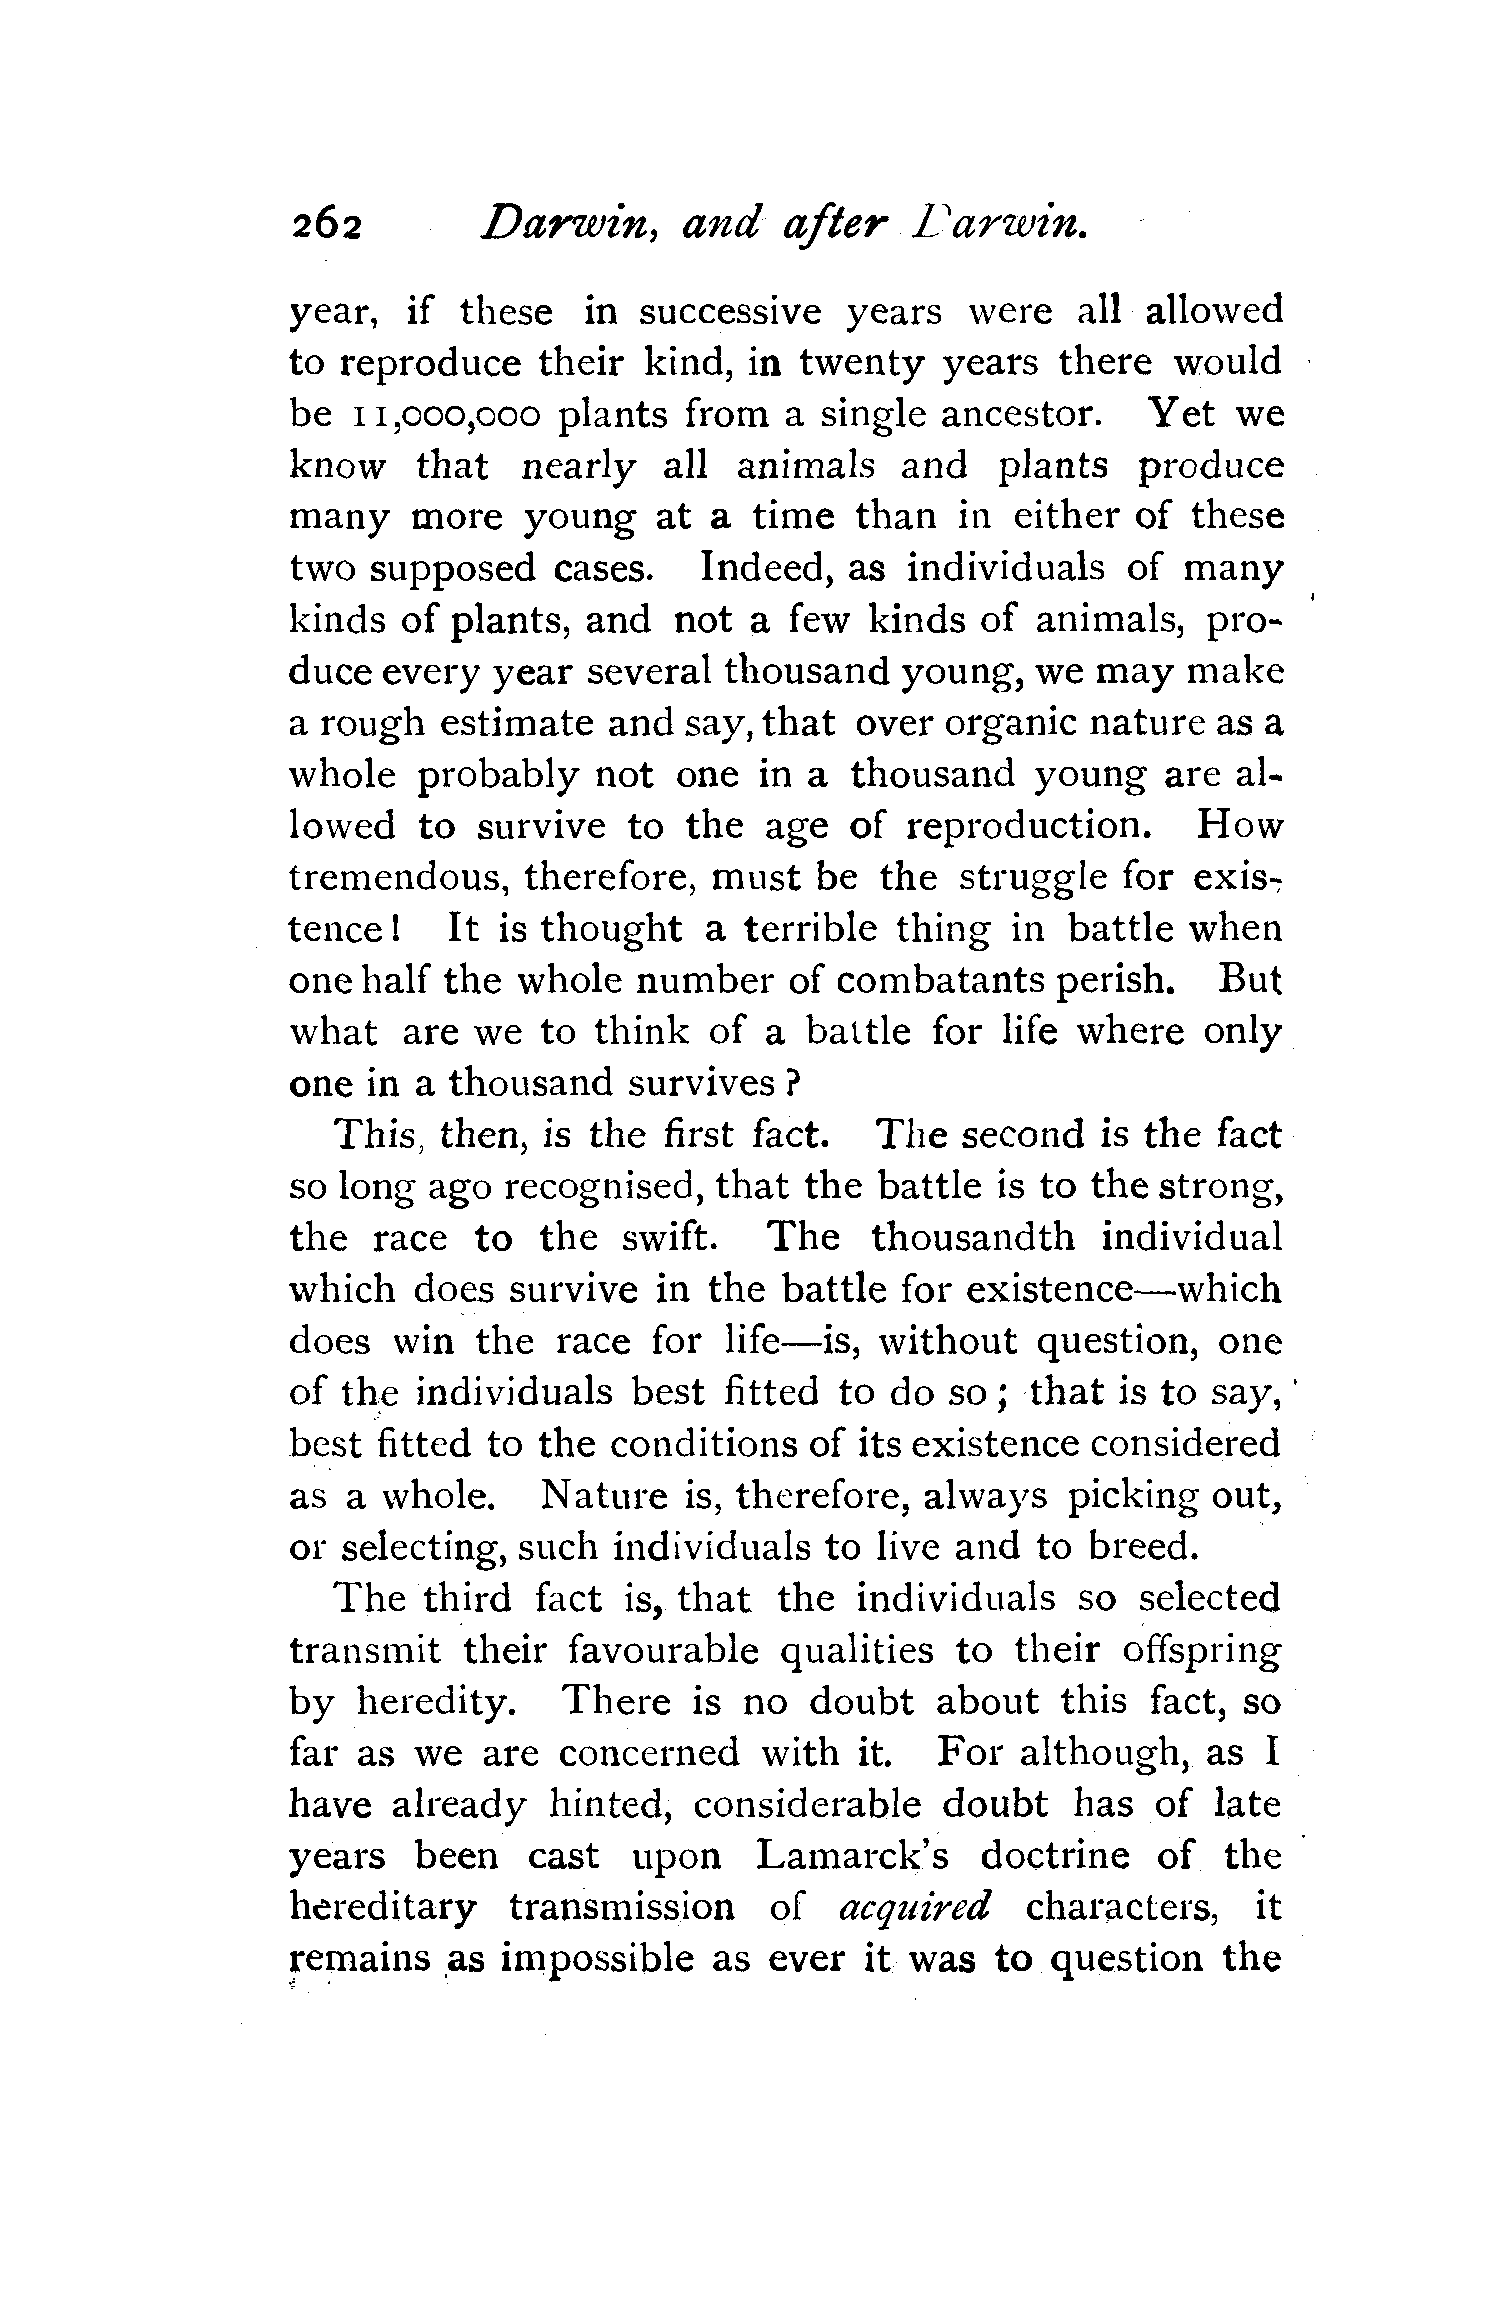 262 Darwin, and after Darwin.
year, if these in successive years were all allowed
to reproduce their kind, in twenty years there would
be 11,000,000 plants from a single ancestor. Yet we
know that nearly all animals and plants produce
many more young at a time than in either of these
two supposed cases. Indeed, as individuals of many
kinds of plants, and not a few kinds of animals, pro-
duce every year several thousand young, we may make
a rough estimate and say, that over organic nature as a
whole probably not one in a thousand young are al-
lowed to survive to the age of reproduction. How
tremendous, therefore, must be the struggle for exis-
tence! It is thought a terrible thing in battle when
one half the whole number of combatants perish. But
what are we to think of a battle for life where only
one in a thousand survives?
This, then, is the first fact. The second is the fact
so long ago recognised, that the battle is to the strong,
the race to the swift. The thousandth individual
which does survive in the battle for existence—which
does win the race for life—is, without question, one
of the individuals best fitted to do so; that is to say,
best fitted to the conditions of its existence considered
as a whole. Nature is, therefore, always picking out,
or selecting, such individuals to live and to breed.
The third fact is, that the individuals so selected
transmit their favourable qualities to their offspring
by heredity. There is no doubt about this fact, so
far as we are concerned with it. For although, as I
have already hinted, considerable doubt has of late
years been cast upon Lamarck's doctrine of the
hereditary transmission of acquired characters, it
remains as impossible as ever it was to question the